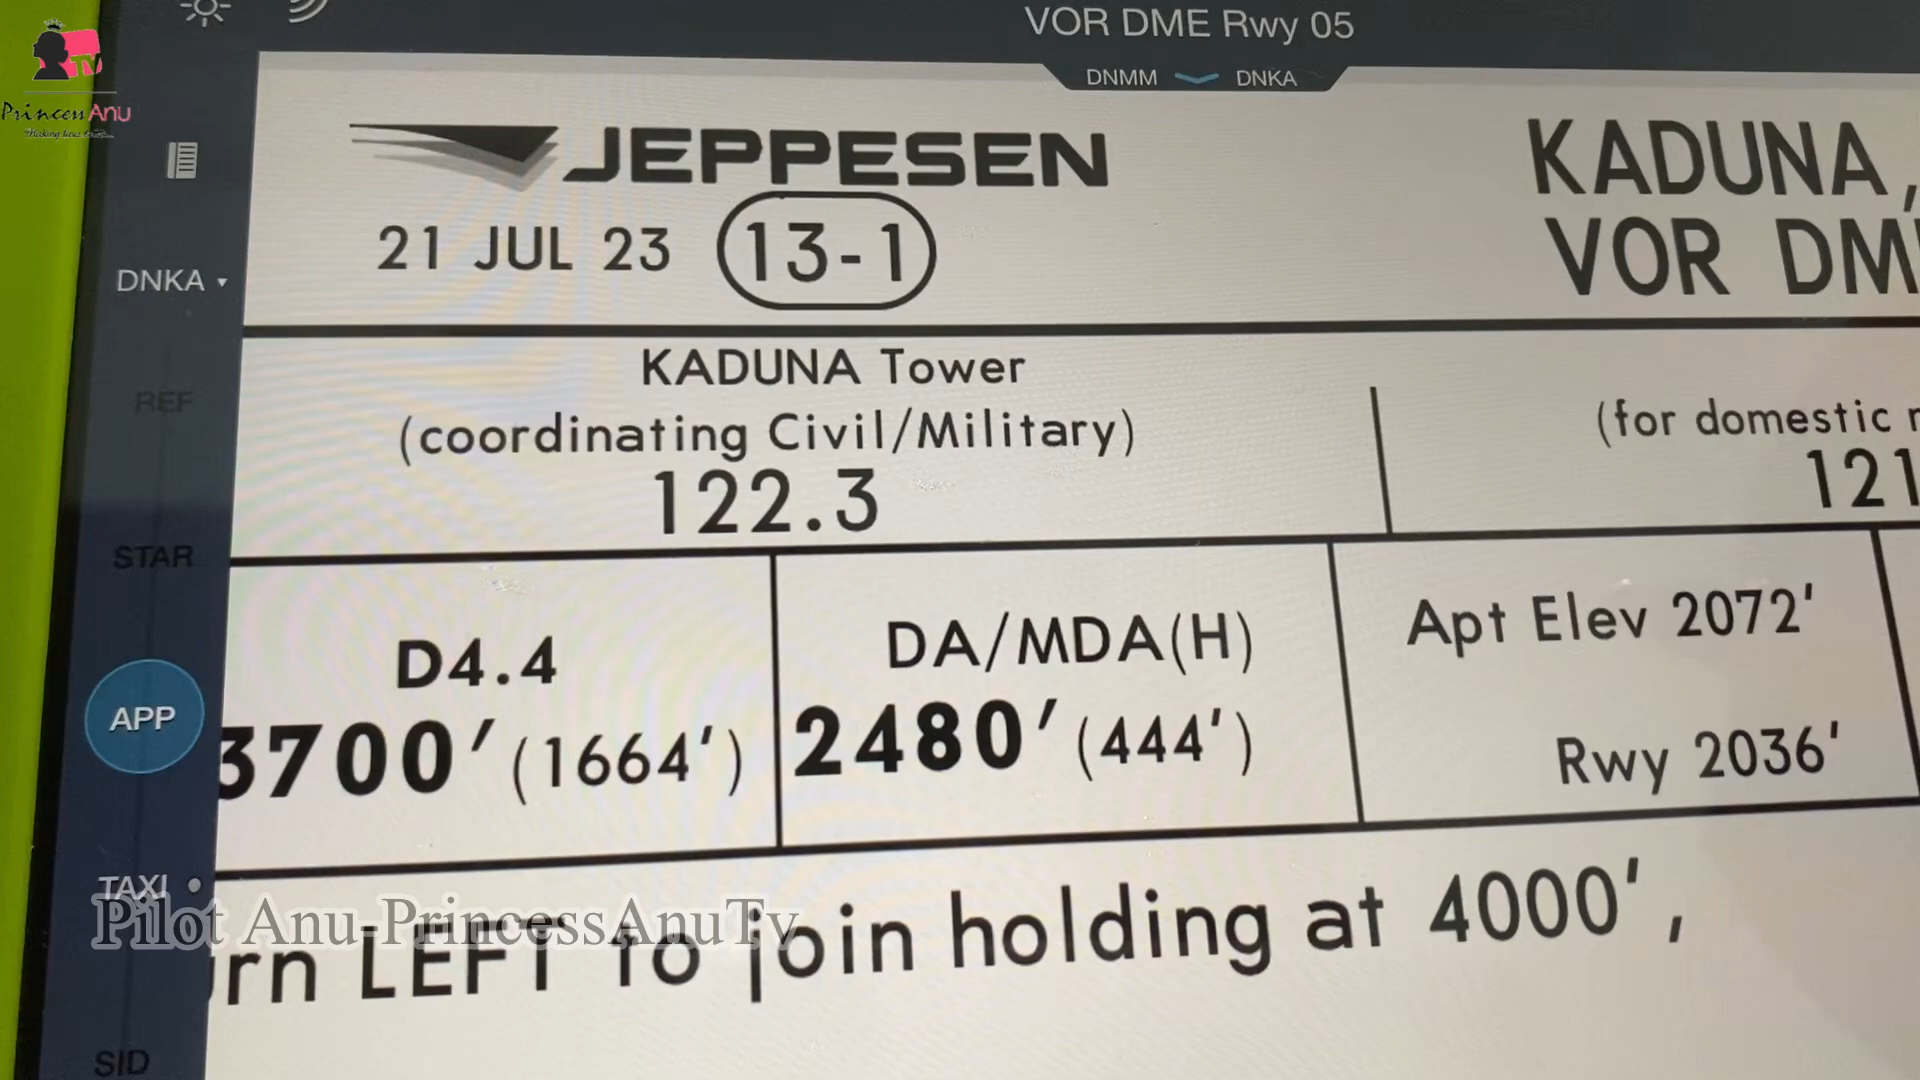 VOR DME Rwy 05
DNMM DNKA
TV
PrincessAnu
JEPPESEN
KADUNA,
21 JUL 23 13-1
VOR DM
DNKA
KADUNA Tower
(coordinating Civil/Military)
122.3
(for domestic
121
REF
STAR
D4.4
3700' (1664')
DA/MDA(H)
2480' (444')
Apt Elev 2072'
Rwy 2036'
APP
TAXI
Pilot Anu-PrincessAnuTv
urn LEFT to join holding at 4000',
SID